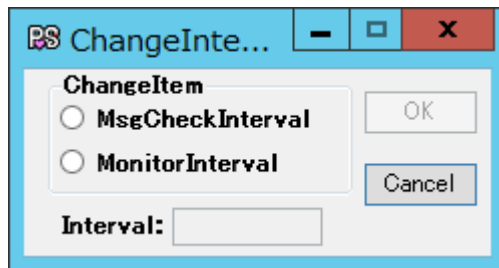 PS ChangeInte...
ChangeItem
MsgCheckInterval
MonitorInterval
OK
Cancel
Interval: